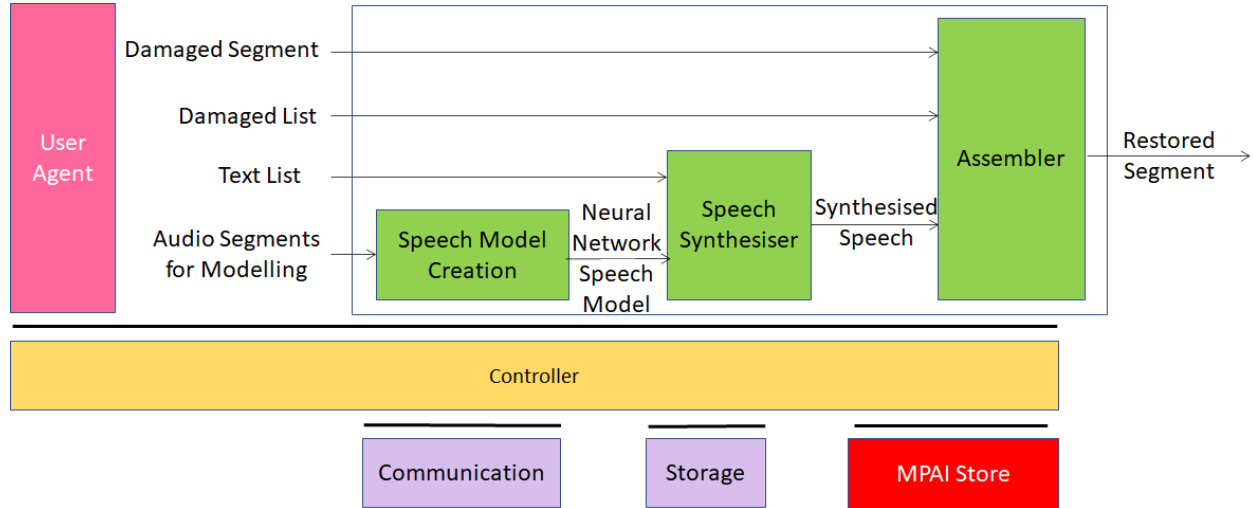 Damaged Segment
Damaged List
User
Agent
Text List
Audio Segments
for Modelling
Speech Model
Creation
Neural
Network
Speech
Model
Speech
Synthesiser
Synthesised
Speech
Assembler
Restored
Segment
Controller
Communication
Storage
MPAI Store